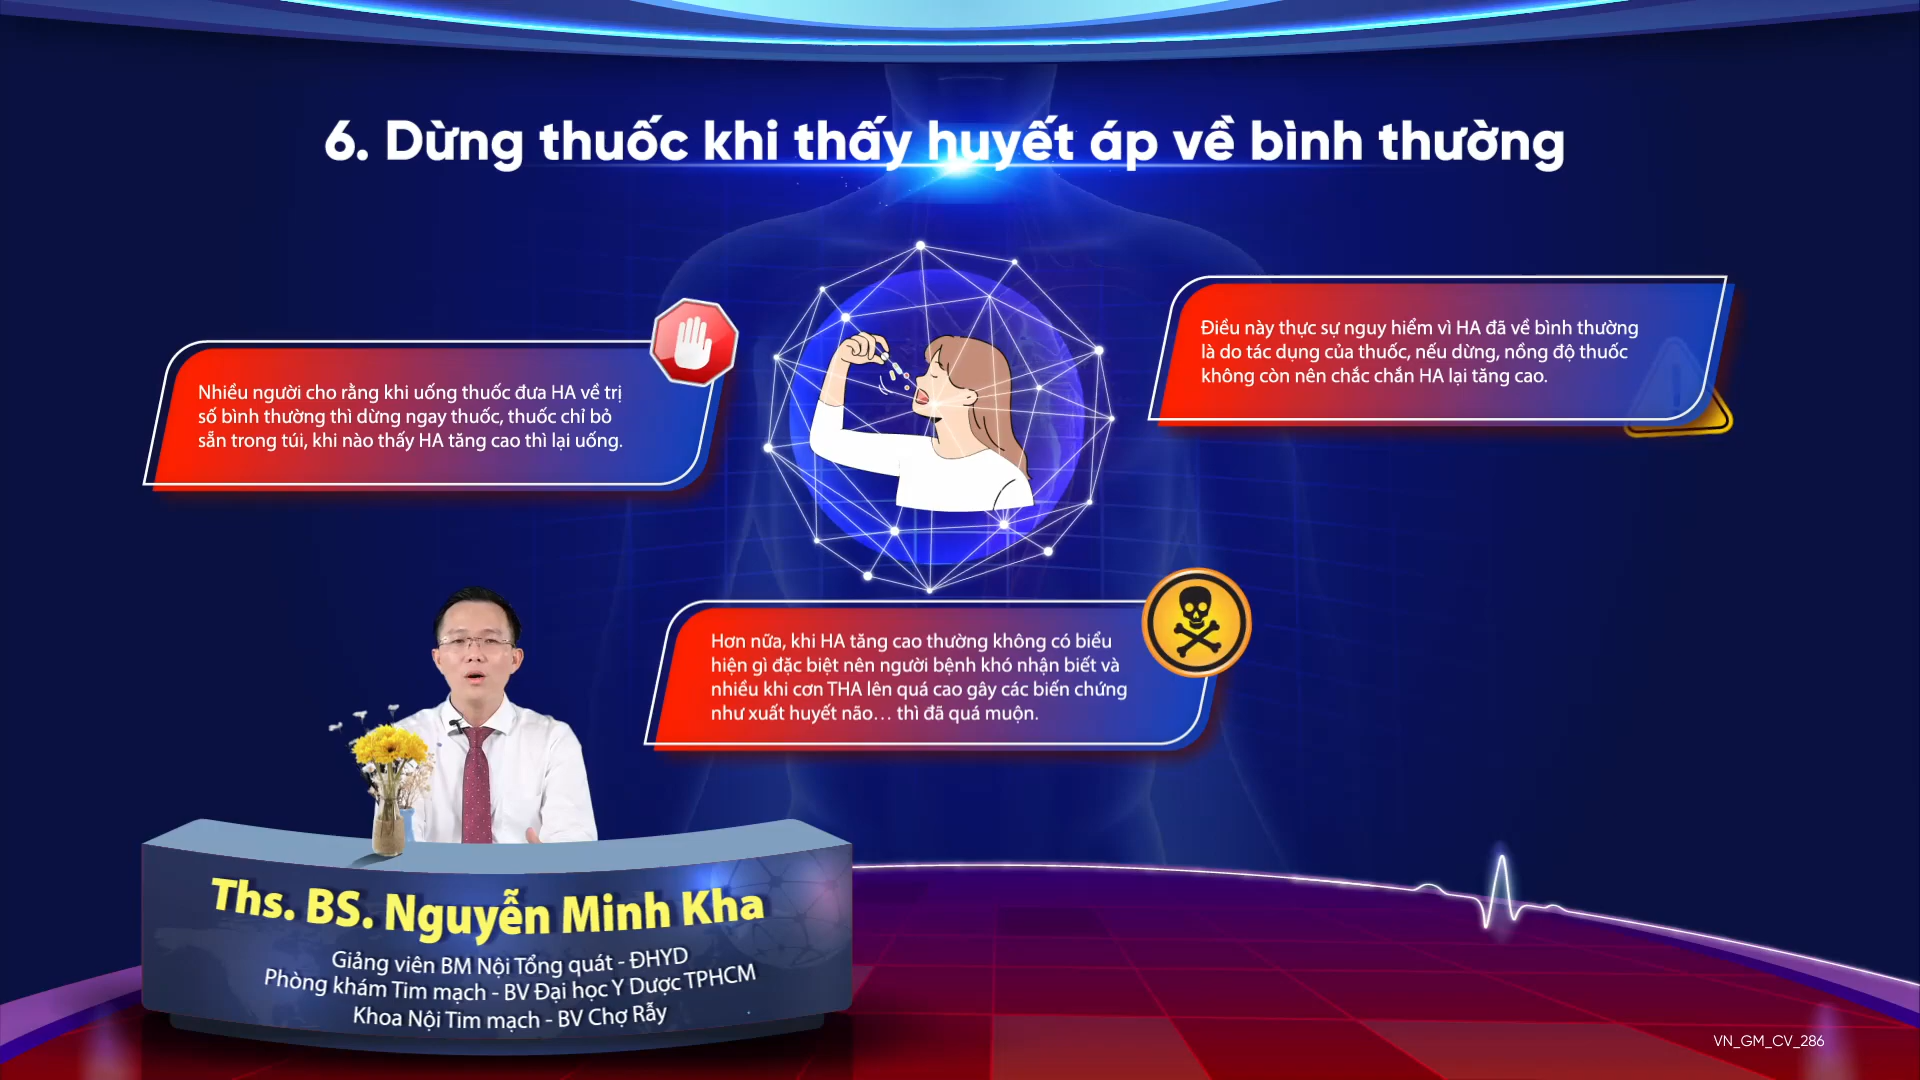 6. Dừng thuốc khi thấy huyết áp về bình thường
Nhiều người cho rằng khi uống thuốc đưa HA về trị
số bình thường thì dừng ngay thuốc, thuốc chỉ bỏ
sẵn trong túi, khi nào thấy HA tăng cao thì lại uống.
Điều này thực sự nguy hiểm vì HA đã về bình thường
là do tác dụng của thuốc, nếu dừng, nồng độ thuốc
không còn nên chắc chắn HA lại tăng cao.
Hơn nữa, khi HA tăng cao thường không có biểu
hiện gì đặc biệt nên người bệnh khó nhận biết và
nhiều khi cơn THA lên quá cao gây các biến chứng
như xuất huyết não... thì đã quá muộn.
Ths. BS. Nguyễn Minh Kha
Giảng viên BM Nội Tổng quát - ĐHYD
Phòng khám Tim mạch - BV Đại học Y Dược TPHCM
Khoa Nội Tim mạch - BV Chợ Rẫy
VN_GM_CV_286